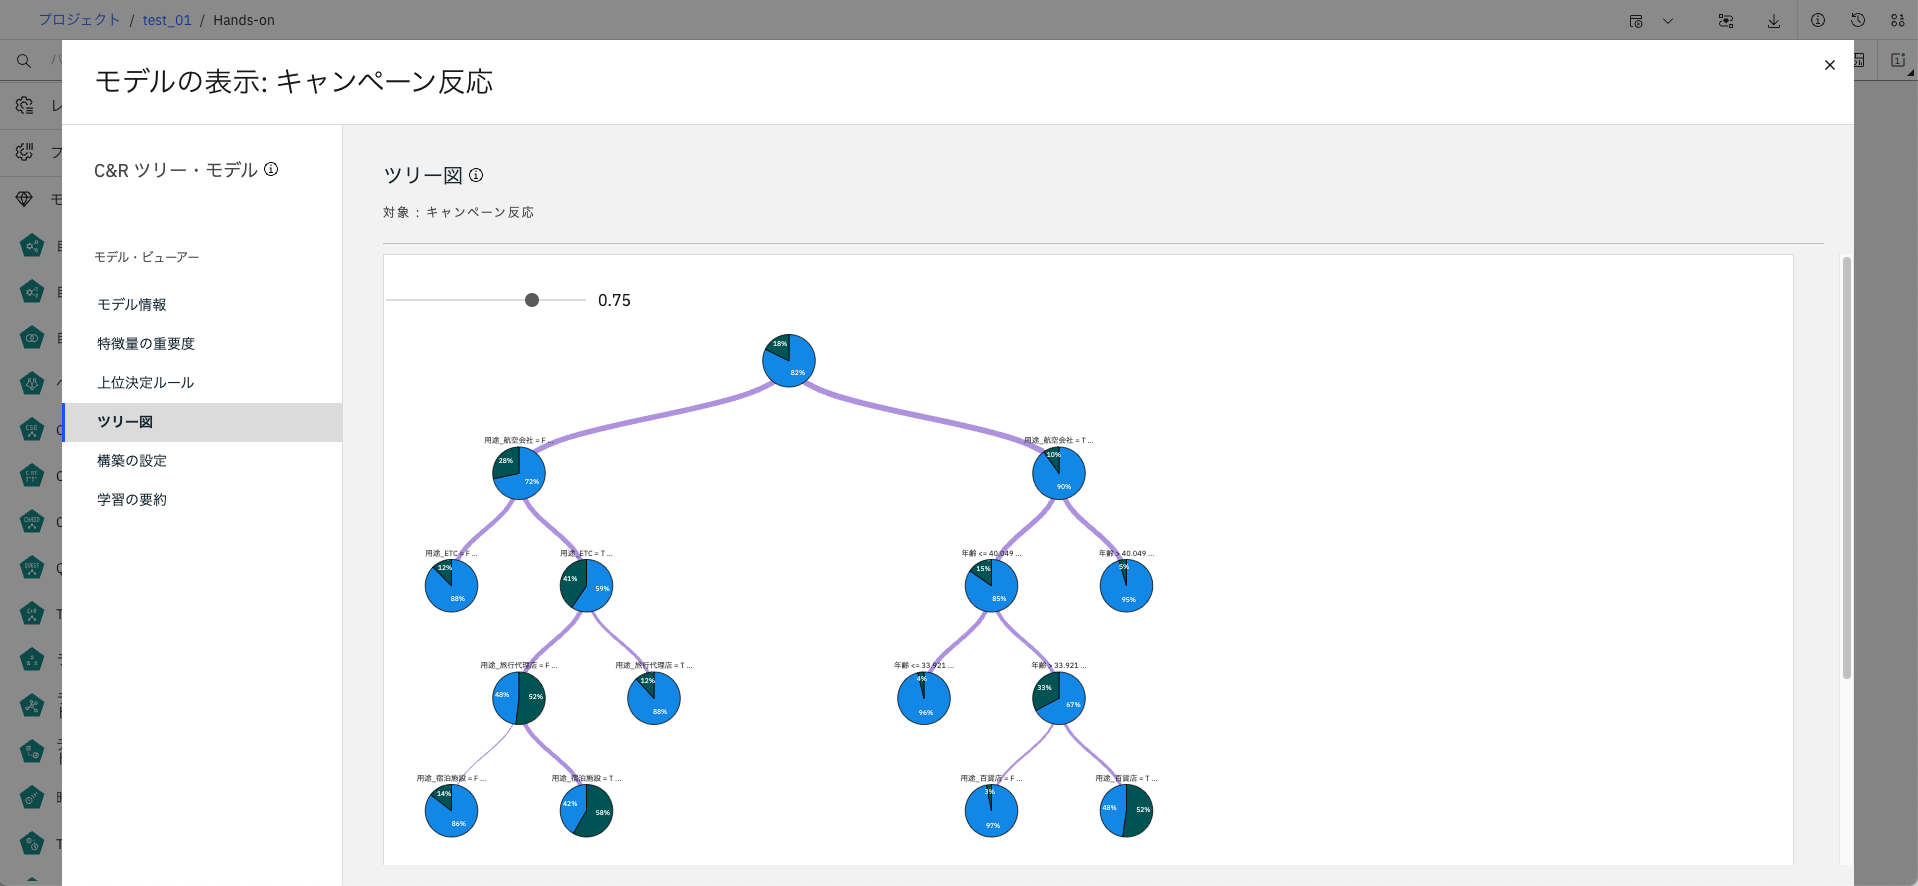 プロジェクト / test_01 / Hands-on
モデルの表示: キャンペーン反応
C&R ツリー・モデル
モデル・ビューアー
モデル情報
特徴量の重要度
上位決定ルール
ツリー図
構築の設定
学習の要約
ツリー図
対象 : キャンペーン反応
0.75
18%
82%
用途_航空会社 = F ...
用途_航空会社 = T ...
28%
72%
10%
90%
用途_ETC = F ...
用途_ETC = T ...
年齢 <= 40.049 ...
年齢 > 40.049 ...
12%
88%
41%
59%
15%
85%
5%
95%
用途_旅行代理店 = F ...
用途_旅行代理店 = T ...
年齢 <= 33.921 ...
年齢 > 33.921 ...
48%
52%
12%
88%
4%
96%
33%
67%
用途_宿泊施設 = F ...
用途_宿泊施設 = T ...
用途_百貨店 = F ...
用途_百貨店 = T ...
14%
86%
42%
58%
3%
97%
48%
52%